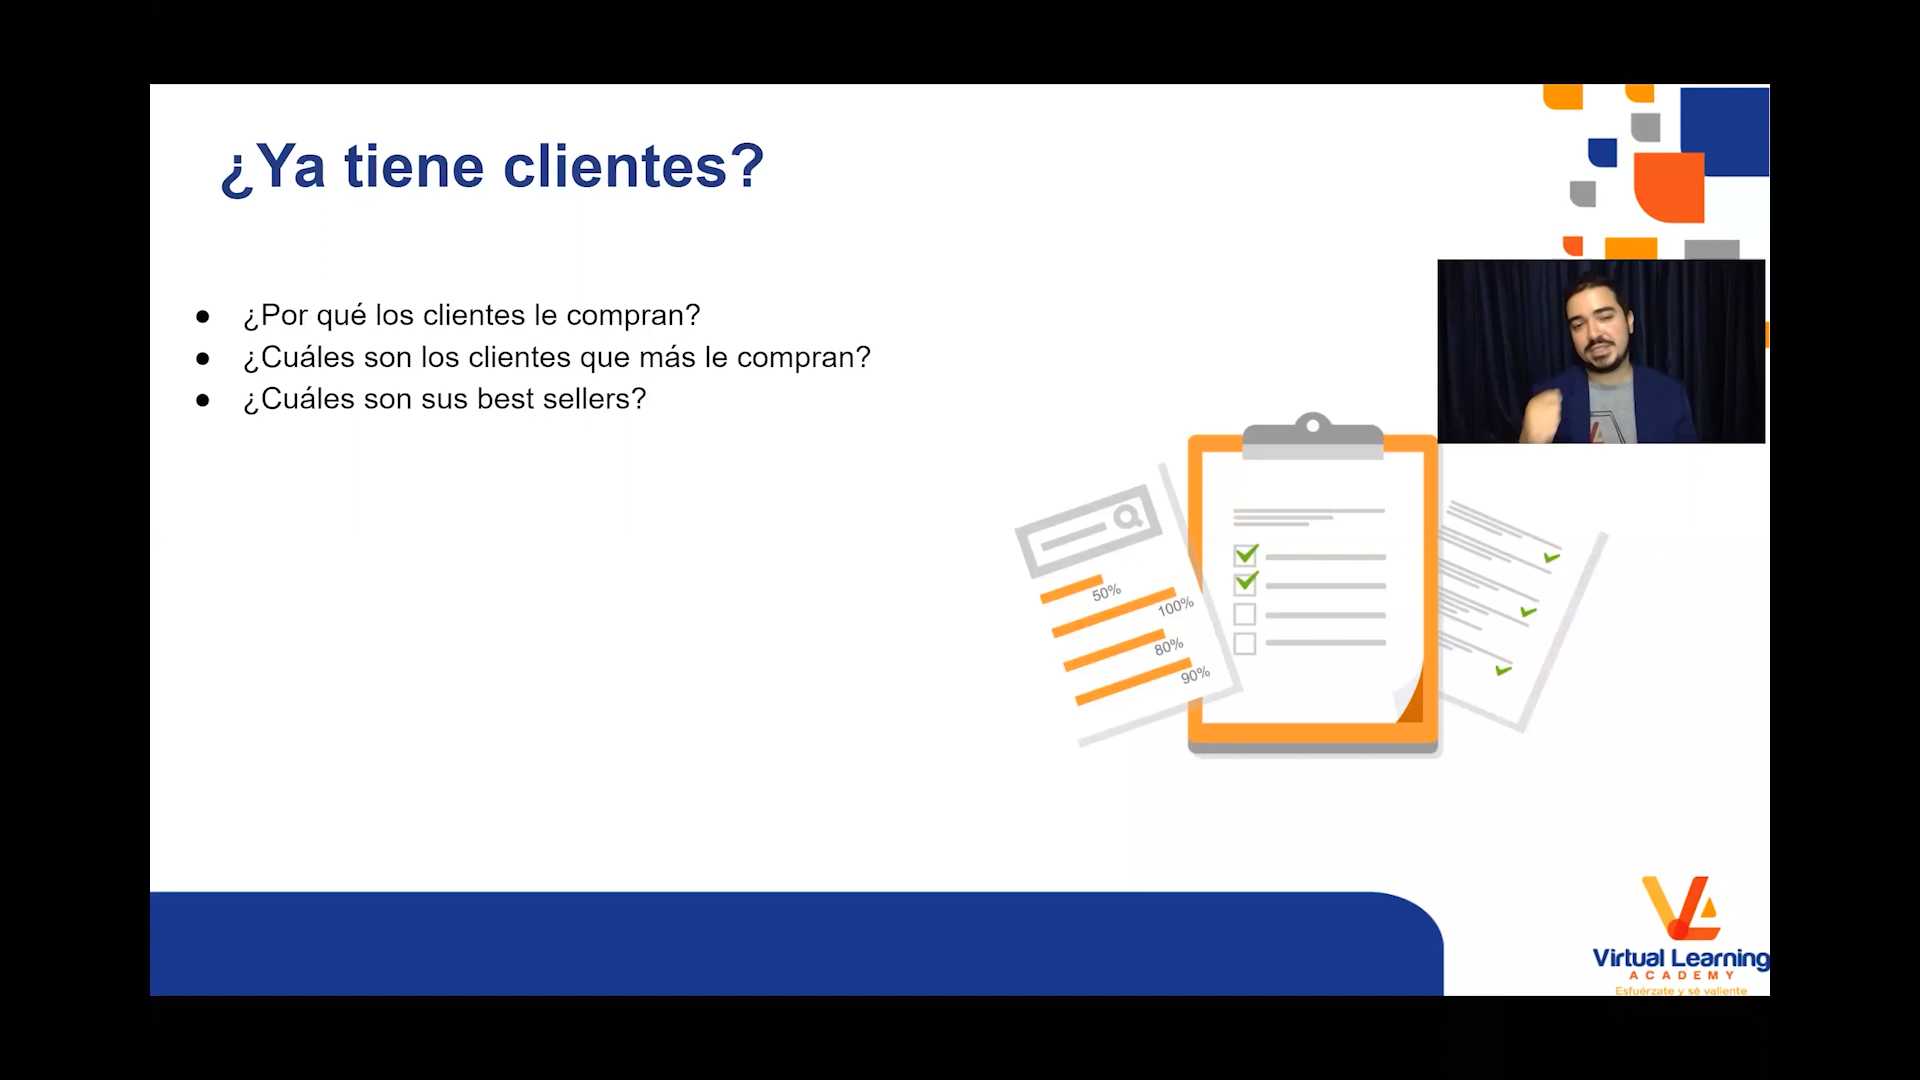 ¿Ya tiene clientes?
● ¿Por qué los clientes le compran?
● ¿Cuáles son los clientes que más le compran?
● ¿Cuáles son sus best sellers?
50%
100%
80%
90%
VLA
Virtual Learning
ACADEMY
Esfuérzate y sé valiente